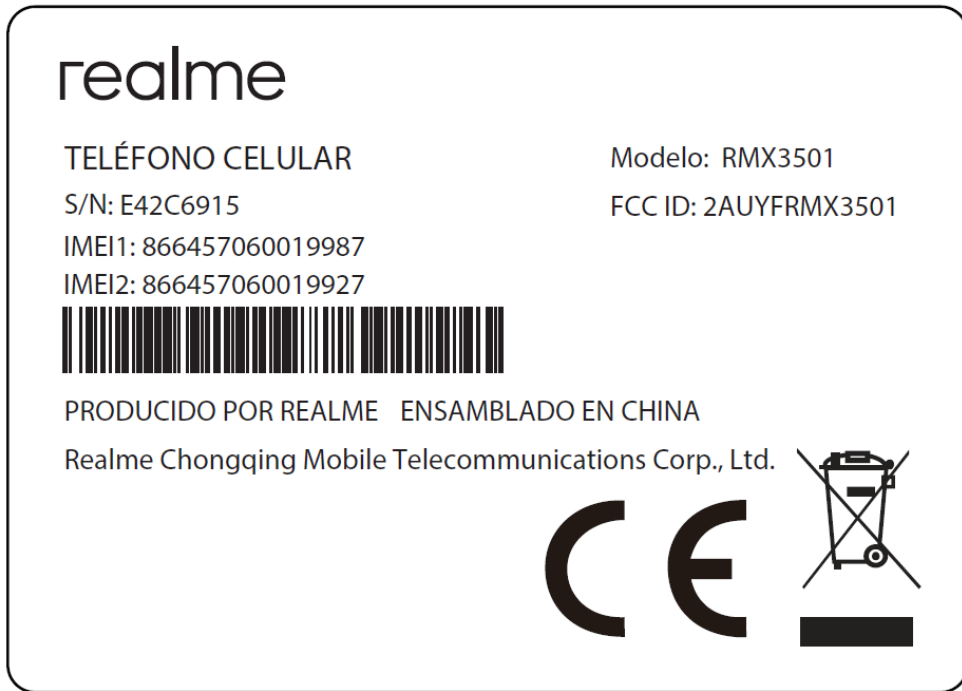 realme
TELÉFONO CELULAR
Modelo: RMX3501
S/N: E42C6915
FCC ID: 2AUYFRMX3501
IMEI1: 866457060019987
IMEI2: 866457060019927
PRODUCIDO POR REALME ENSAMBLADO EN CHINA
Realme Chongqing Mobile Telecommunications Corp., Ltd.
CE